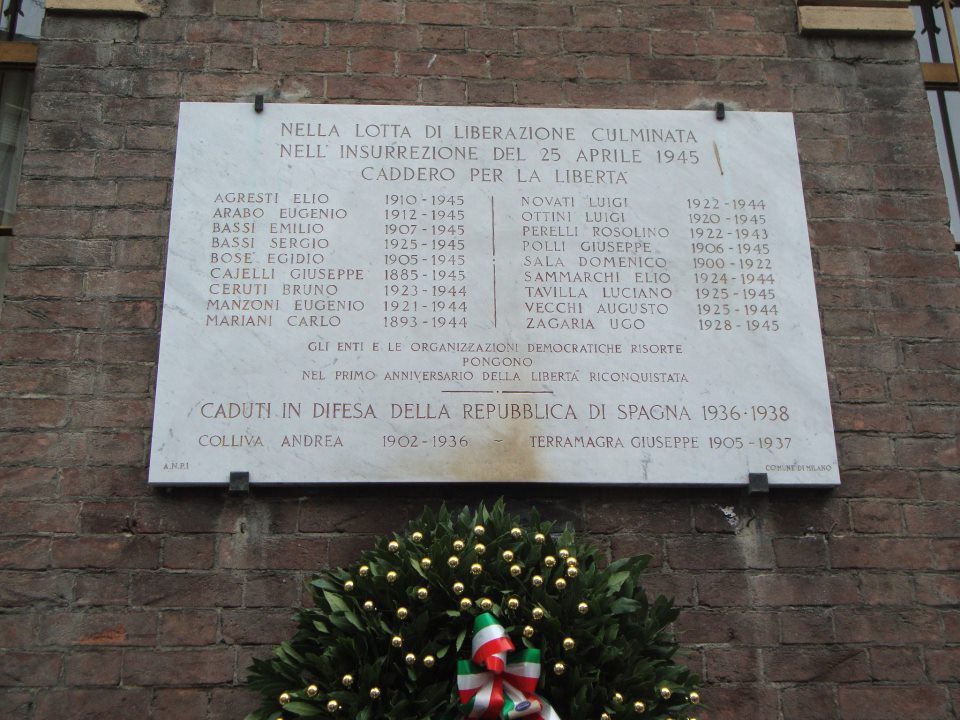 NELLA LOTTA DI LIBERAZIONE CULMINATA
NELL' INSURREZIONE DEL 25 APRILE 1945
CADDERO PER LA LIBERTA'
AGRESTI ELIO 1910-1945
ARABO EUGENIO 1912-1945
BASSI EMILIO 1907-1945
BASSI SERGIO 1925-1945
BOSE EGIDIO 1905-1945
CAJELLI GIUSEPPE 1885-1945
CERUTI BRUNO 1923-1944
MANZONI EUGENIO 1921-1944
MARIANI CARLO 1893-1944
NOVATI LUIGI 1922-1944
OTTINI LUIGI 1920-1945
PERELLI ROSOLINO 1922-1943
POLLI GIUSEPPE 1906-1945
SALA DOMENICO 1900-1922
SAMMARCHI ELIO 1924-1944
TAVILLA LUCIANO 1925-1945
VECCHI AUGUSTO 1925-1944
ZAGARIA UGO 1928-1945
GLI ENTI E LE ORGANIZZAZIONI DEMOCRATICHE RISORTE
PONGONO
NEL PRIMO ANNIVERSARIO DELLA LIBERTA' RICONQUISTATA
CADUTI IN DIFESA DELLA REPUBBLICA DI SPAGNA 1936-1938
COLLIVA ANDREA 1902-1936 - TERRAMAGRA GIUSEPPE 1905-1937
A.N.P.I. COMUNE DI MILANO